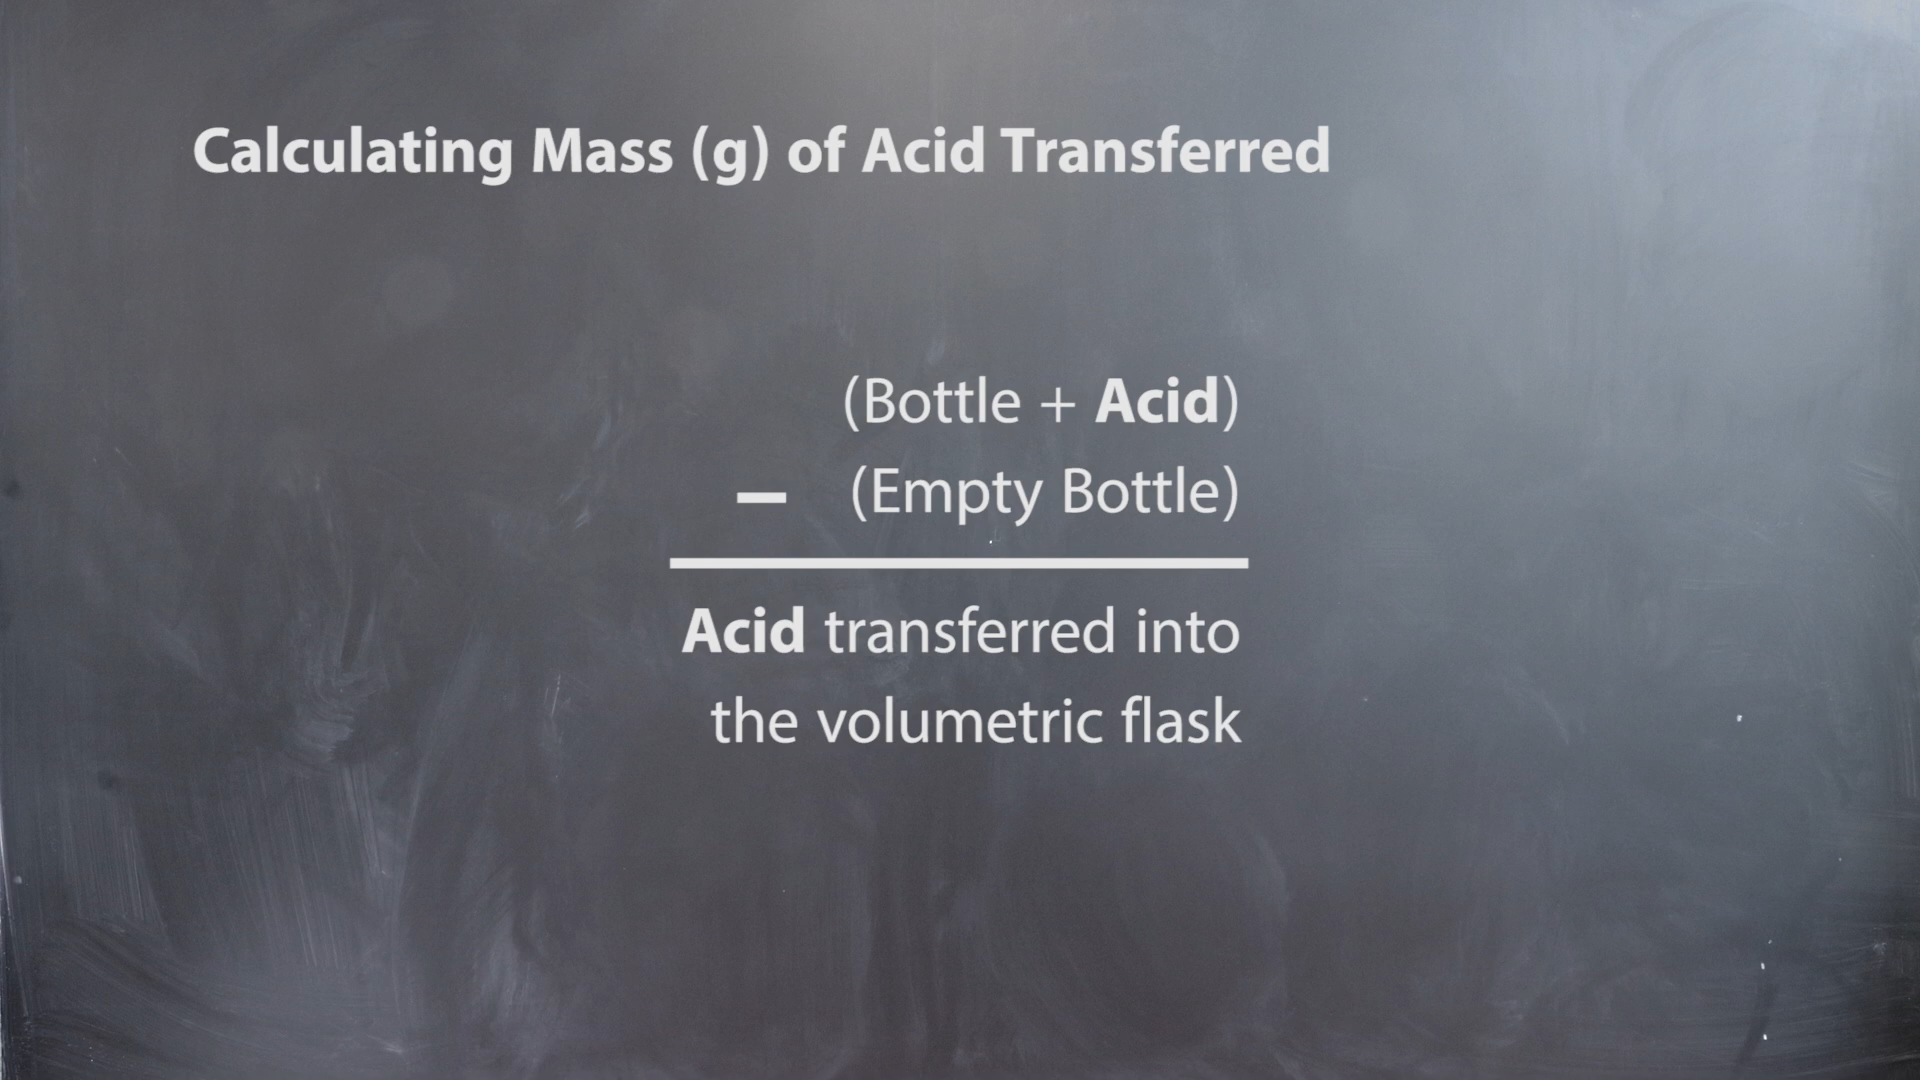 Calculating Mass (g) of Acid Transferred
(Bottle + Acid)
– (Empty Bottle)
Acid transferred into
the volumetric flask